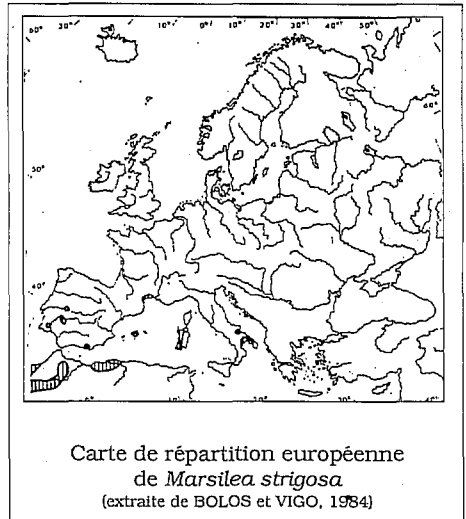 Carte de répartition européenne
de Marsilea strigosa
(extraite de BOLOS et VIGO, 1984)